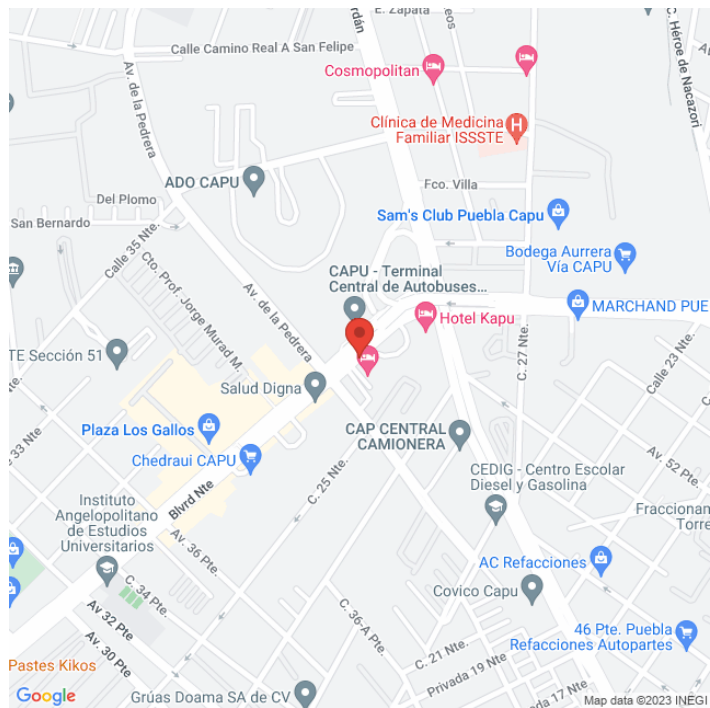 E. Zapata
rdán
eos
Calle Camino Real A San Felipe
C. Héroe de Nacazori
Cosmopolitan
Av. de la Pedrera
Clínica de Medicina
Familiar ISSSTE
H
ADO CAPU
Fco. Villa
Del Plomo
San Bernardo
Sam's Club Puebla Capu
Calle 35 Nte.
Bodega Aurrera
Vía CAPU
CAPU - Terminal
Central de Autobuses...
Cto. Prof. Jorge Murad M.
Av. de la Pedrera
MARCHAND PUE
Hotel Kapu
TE Sección 51
C. 27 Nte.
Calle 23 Nte.
Salud Digna
Plaza Los Gallos
CAP CENTRAL
CAMIONERA
33 Nte
Chedraui CAPU
C. 25 Nte.
Av. 52 Pte.
CEDIG - Centro Escolar
Diesel y Gasolina
Blvrd Nte
Instituto
Angelopolitano
de Estudios
Universitarios
Fraccionam
Torre
Av. 36 Pte.
AC Refacciones
C. 34 Pte.
Covico Capu
Av 32 Pte
C. 36-A Pte.
46 Pte. Puebla
Refacciones Autopartes
Av. 30 Pte
C. 21 Nte.
Pastes Kikos
Privada 19 Nte.
17 Nte.
Grúas Doama SA de CV
Google
Map data ©2023 INEGI